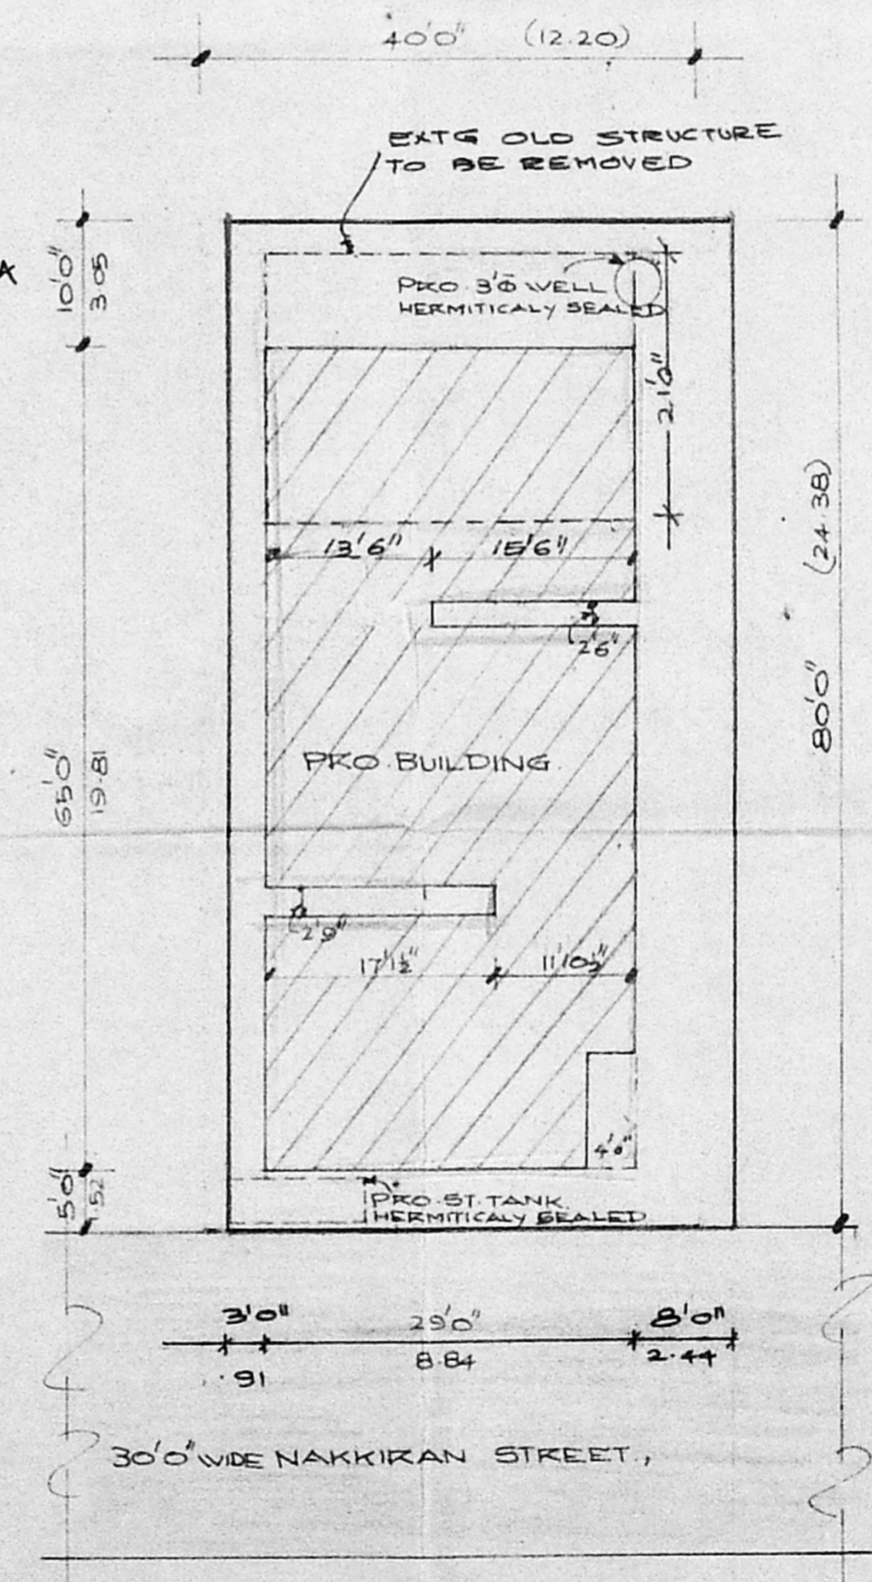 40'0" (12.20)
EXTG OLD STRUCTURE
TO BE REMOVED
A
10'0"
3.05
PRO 3'Φ WELL
HERMITICALY SEALED
21'0"
13'6" 15'6"
2'6"
(24.38)
80'0"
65'0"
19.81
PRO. BUILDING
2'9"
17'1½" 11'10½"
4'0"
5'0"
1.52
PRO. ST. TANK
HERMITICALY SEALED
3'0" 29'0" 8'0"
.91 8.84 2.44
30'0" WIDE NAKKIRAN STREET.,